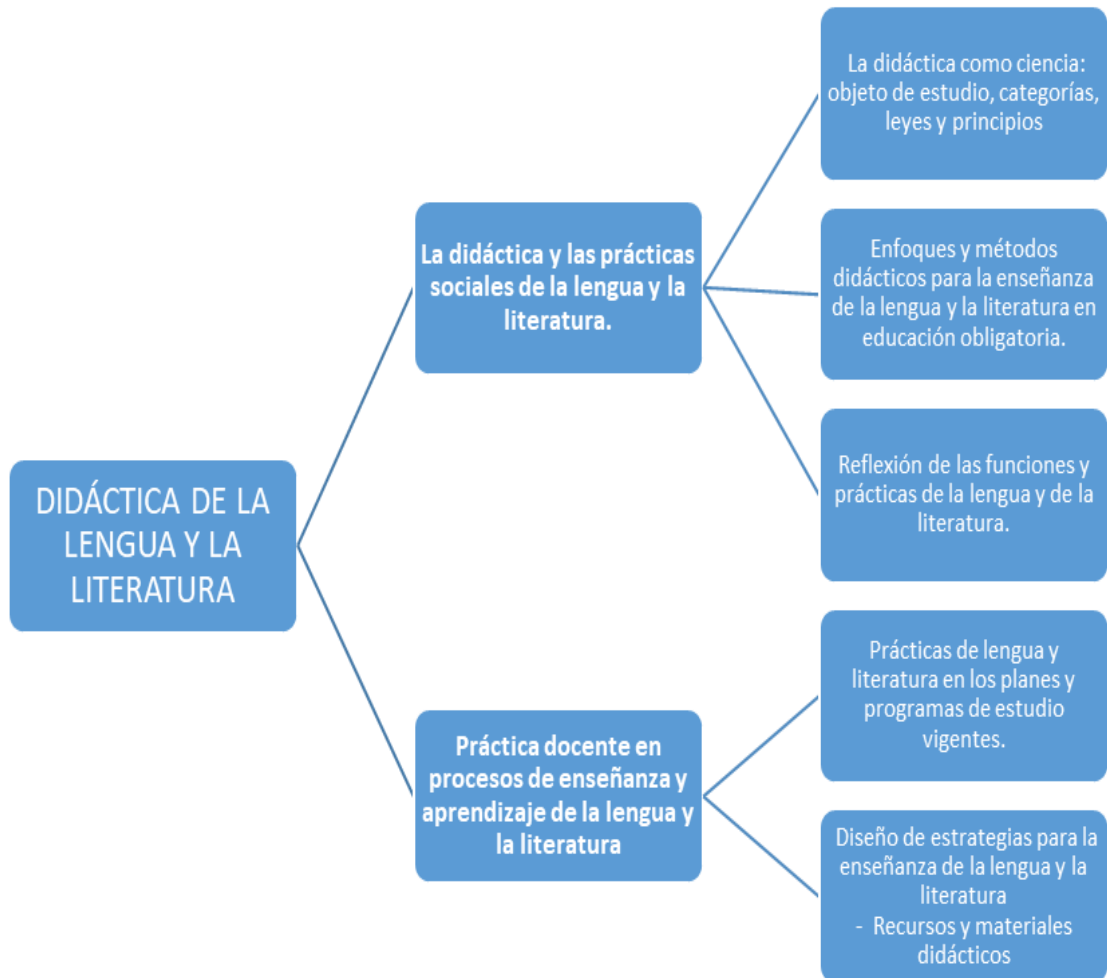 DIDÁCTICA DE LA
LENGUA Y LA
LITERATURA
La didáctica y las prácticas
sociales de la lengua y la
literatura.
La didáctica como ciencia:
objeto de estudio, categorías,
leyes y principios
Enfoques y métodos
didácticos para la enseñanza
de la lengua y la literatura en
educación obligatoria.
Reflexión de las funciones y
prácticas de la lengua y de la
literatura.
Práctica docente en
procesos de enseñanza y
aprendizaje de la lengua y
la literatura
Prácticas de lengua y
literatura en los planes y
programas de estudio
vigentes.
Diseño de estrategias para la
enseñanza de la lengua y la
literatura
- Recursos y materiales
didácticos